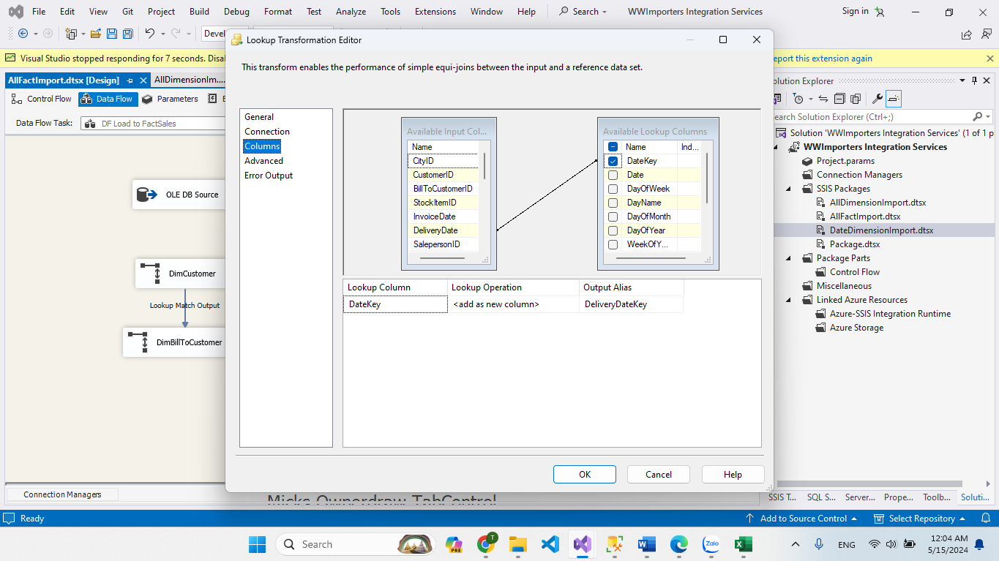 File Edit View Git Project Build Debug Format Test Analyze Tools Extensions Window Help Search WWImporters Integration Services Sign in
Devel
Lookup Transformation Editor
Visual Studio stopped responding for 7 seconds. Disa
eport this extension again
This transform enables the performance of simple equi-joins between the input and a reference data set.
AllFactImport.dtsx [Design]
AllDimensionIm....
Control Flow
Data Flow
Parameters
E
Data Flow Task:
DF Load to FactSales
OLE DB Source
DimCustomer
Lookup Match Output
DimBillToCustomer
General
Connection
Columns
Advanced
Error Output
Available Input Col...
Name
CityID
CustomerID
BillToCustomerID
StockItemID
InvoiceDate
DeliveryDate
SalepersonID
Available Lookup Columns
Name Ind...
DateKey
Date
DayOfWeek
DayName
DayOfMonth
DayOfYear
WeekOfY...
Lookup Column Lookup Operation Output Alias
DateKey <add as new column> DeliveryDateKey
OK Cancel Help
olution Explorer
earch Solution Explorer (Ctrl+;)
Solution 'WWImporters Integration Services' (1 of 1 p
WWImporters Integration Services
Project.params
Connection Managers
SSIS Packages
AllDimensionImport.dtsx
AllFactImport.dtsx
DateDimensionImport.dtsx
Package.dtsx
Package Parts
Control Flow
Miscellaneous
Linked Azure Resources
Azure-SSIS Integration Runtime
Azure Storage
Connection Managers
Micks Ownerdraw TabControl
SSIS T... SQL S... Server... Prope... Toolb... Soluti...
Ready
Add to Source Control
Select Repository
Search
PRE
T
Zalo
ENG
12:04 AM
5/15/2024